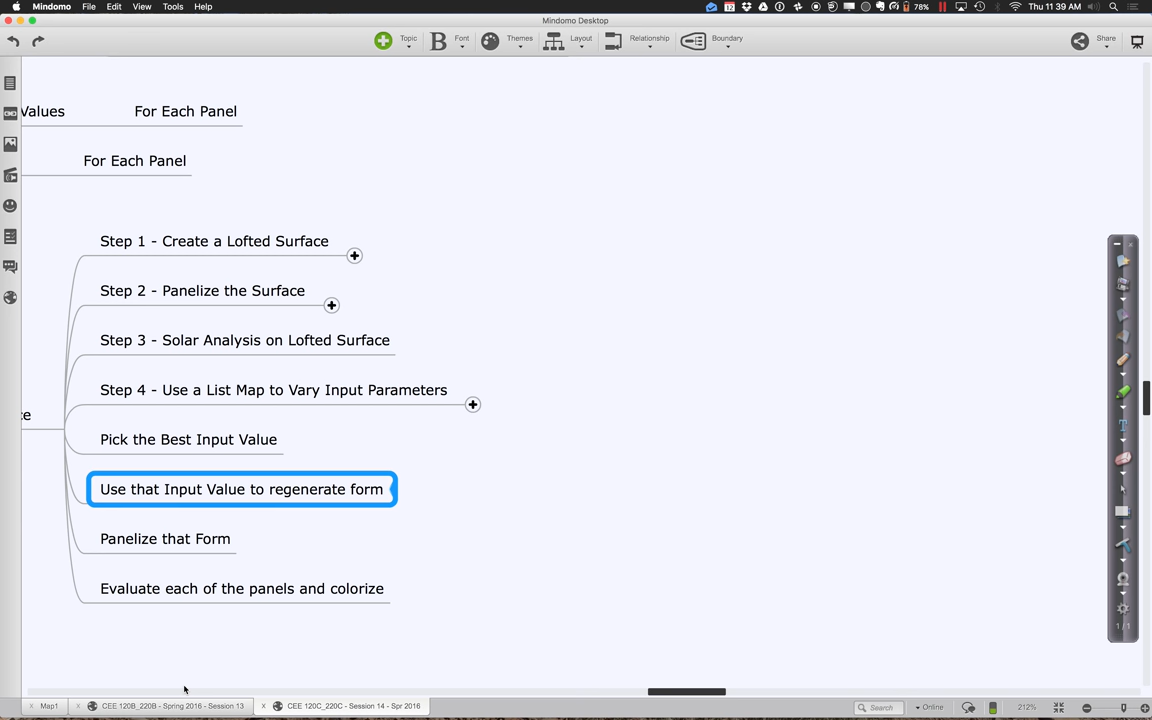 Mindomo File Edit View Tools Help
78% Thu 11 39 AM
Mindomo Desktop
Topic Font Themes Layout Relationship Boundary Share
Values For Each Panel
For Each Panel
Step 1 - Create a Lofted Surface
Step 2 - Panelize the Surface
Step 3 - Solar Analysis on Lofted Surface
Step 4 - Use a List Map to Vary Input Parameters
ce
Pick the Best Input Value
Use that Input Value to regenerate form
Panelize that Form
Evaluate each of the panels and colorize
1 / 1
Map1 CEE 120B_220B - Spring 2016 - Session 13 CEE 120C_220C - Session 14 - Spr 2016 Search Online 212%